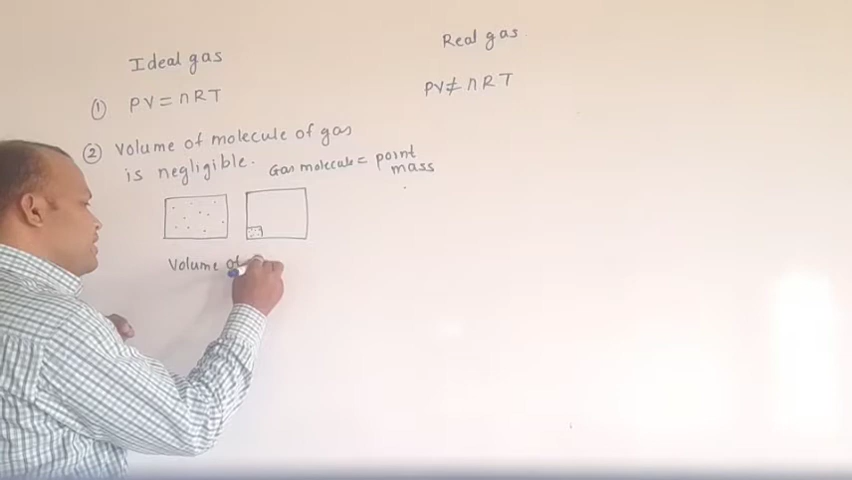 Ideal gas
Real gas
① PV = nRT
PV ≠ nRT
② Volume of molecule of gas
is negligible.
Gas molecule = point
mass
Volume of